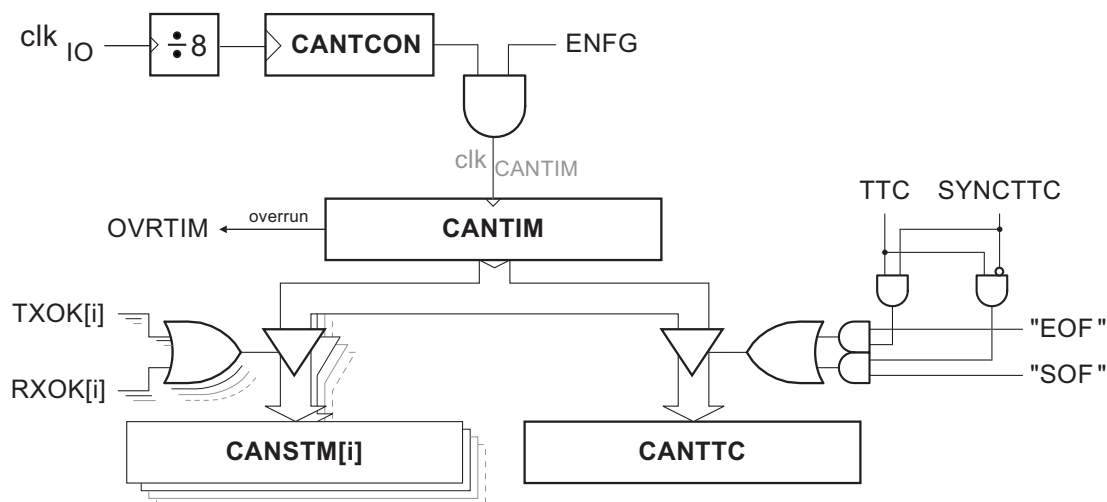 clk IO ÷8 CANTCON ENFG
clk CANTIM
TTC SYNCTTC
OVRTIM overrun CANTIM
TXOK[i]
"EOF"
RXOK[i] "SOF"
CANSTM[i] CANTTC